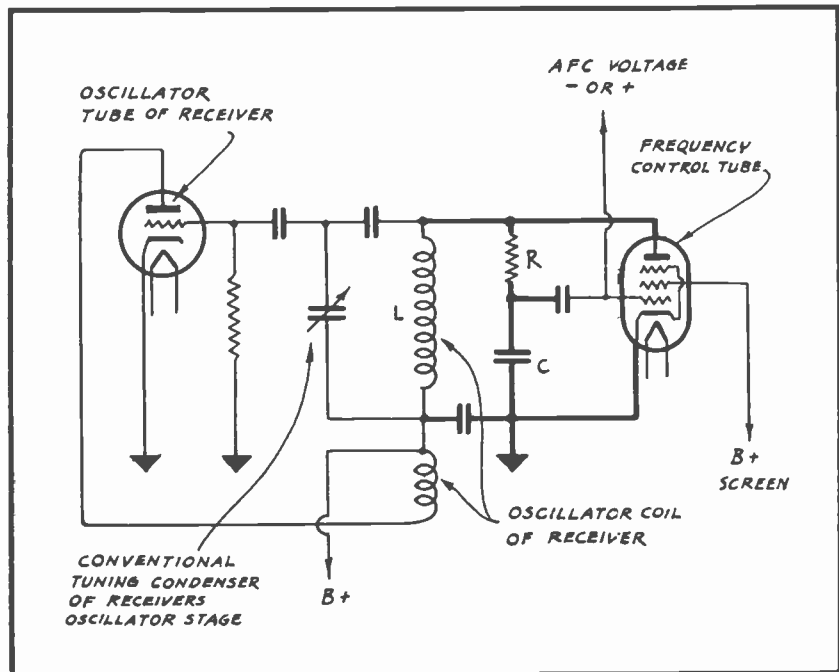 OSCILLATOR
TUBE OF RECEIVER
AFC VOLTAGE
- OR +
FREQUENCY
CONTROL TUBE
R
L
C
B+
SCREEN
OSCILLATOR COIL
OF RECEIVER
CONVENTIONAL
TUNING CONDENSER
OF RECEIVERS
OSCILLATOR STAGE
B+